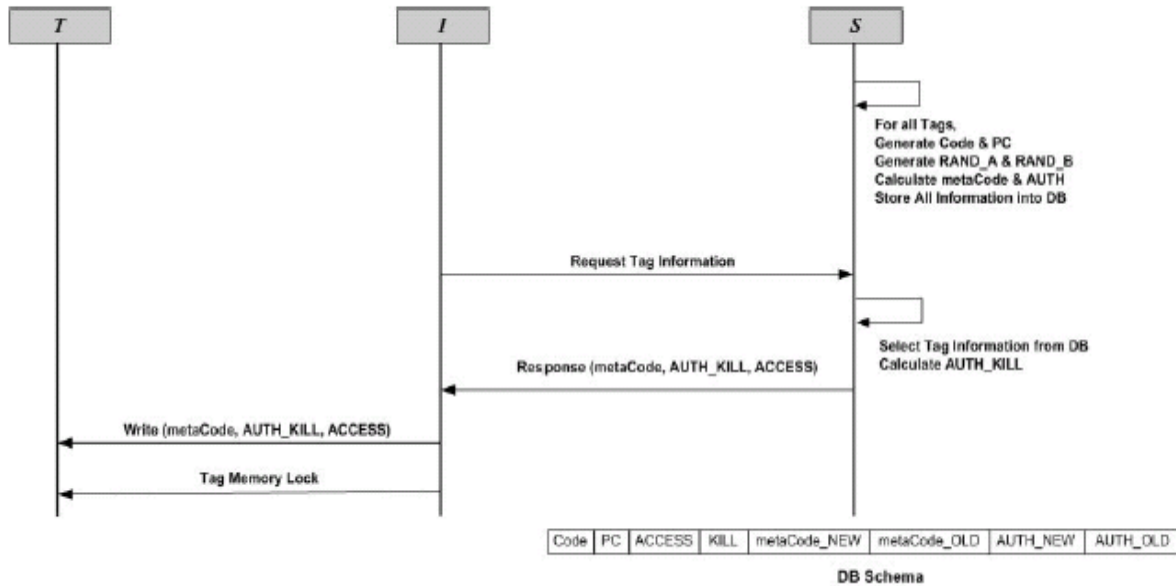 T
I
S
For all Tags,
Generate Code & PC
Generate RAND_A & RAND_B
Calculate metaCode & AUTH
Store All Information into DB
Request Tag Information
Select Tag Information from DB
Calculate AUTH_KILL
Response (metaCode, AUTH_KILL, ACCESS)
Write (metaCode, AUTH_KILL, ACCESS)
Tag Memory Lock
Code PC ACCESS KILL metaCode_NEW metaCode_OLD AUTH_NEW AUTH_OLD
DB Schema